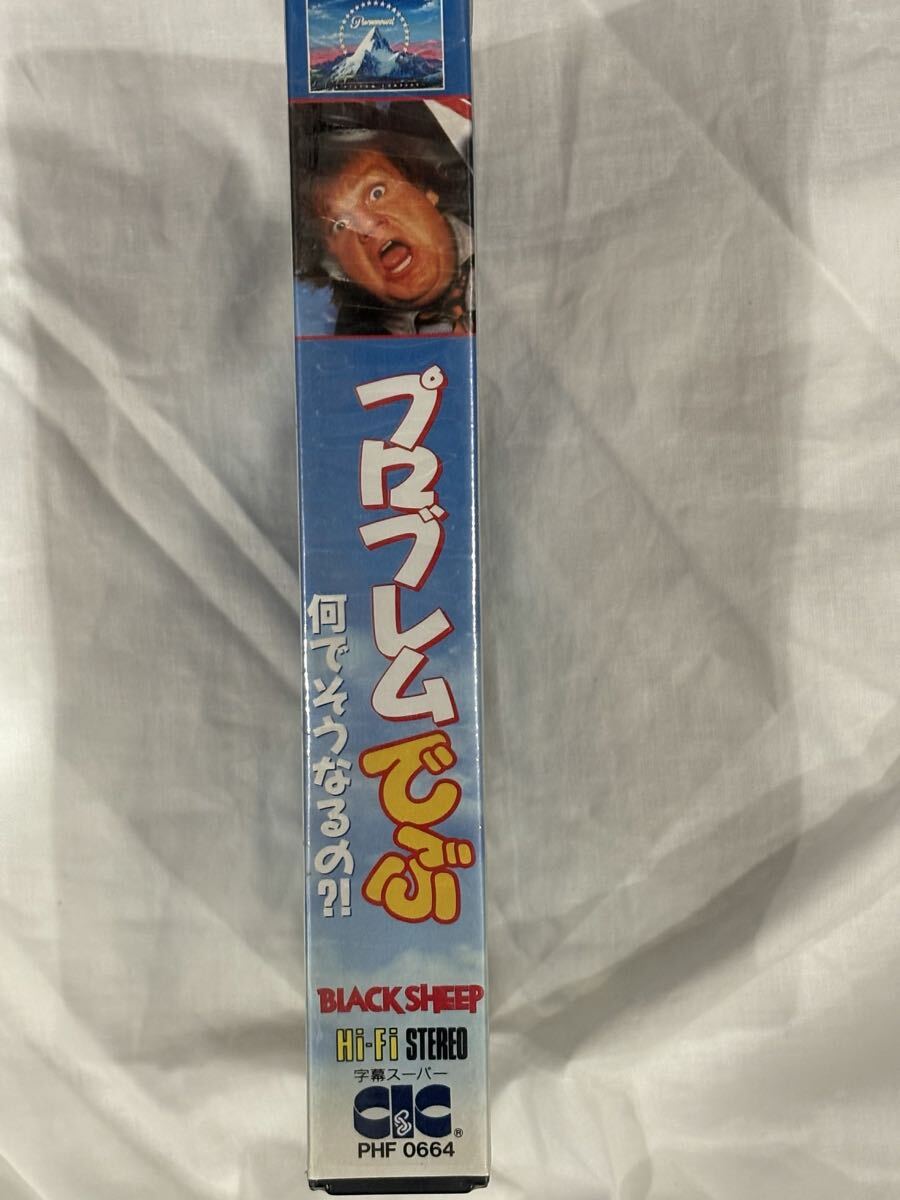 Paramount
プロブレムでぶ
何でそうなるの?!
BLACK SHEEP
Hi-Fi STEREO
字幕スーパー
CIC
®
PHF 0664